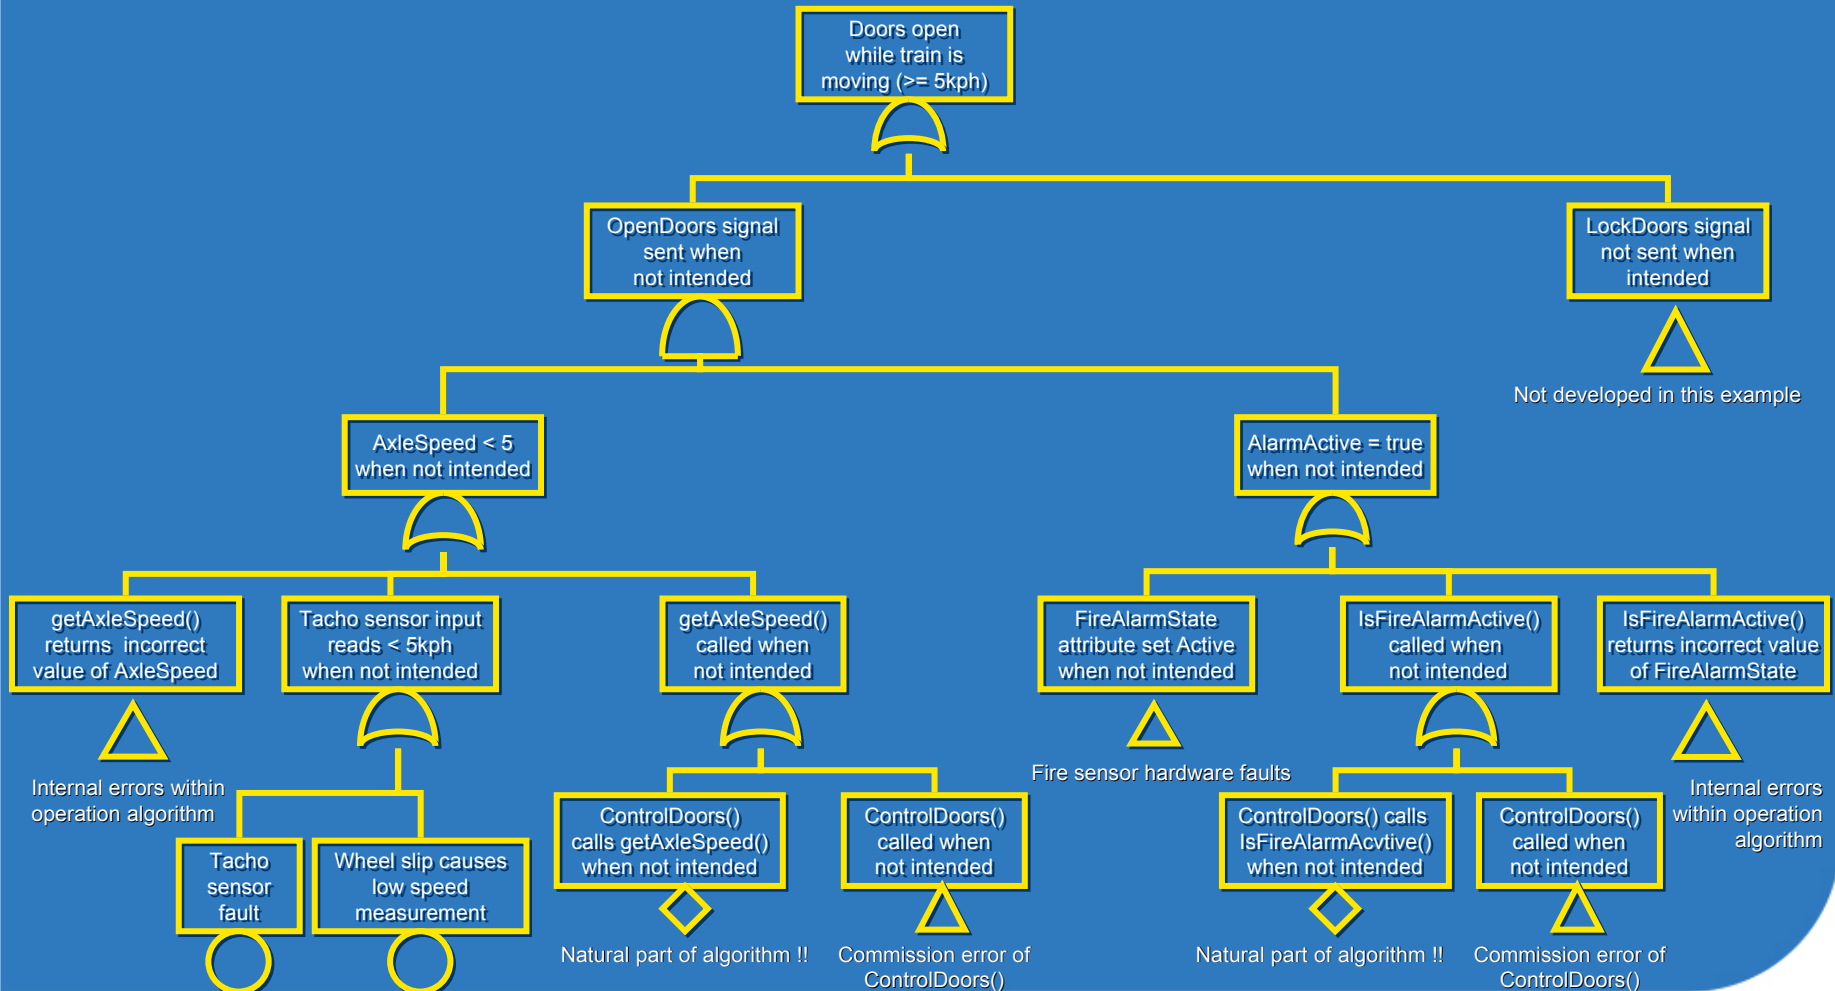 Doors open
while train is
moving (>= 5kph)
OpenDoors signal
sent when
not intended
LockDoors signal
not sent when
intended
Not developed in this example
AxleSpeed < 5
when not intended
AlarmActive = true
when not intended
getAxleSpeed()
returns  incorrect
value of AxleSpeed
Tacho sensor input
reads < 5kph
when not intended
getAxleSpeed()
called when
not intended
FireAlarmState
attribute set Active
when not intended
IsFireAlarmActive()
called when
not intended
IsFireAlarmActive()
returns incorrect value
of FireAlarmState
Internal errors within
operation algorithm
Fire sensor hardware faults
Internal errors
within operation
algorithm
Tacho
sensor
fault
Wheel slip causes
low speed
measurement
ControlDoors()
calls getAxleSpeed()
when not intended
ControlDoors()
called when
not intended
ControlDoors() calls
IsFireAlarmAcvtive()
when not intended
ControlDoors()
called when
not intended
Natural part of algorithm !!
Commission error of
ControlDoors()
Natural part of algorithm !!
Commission error of
ControlDoors()